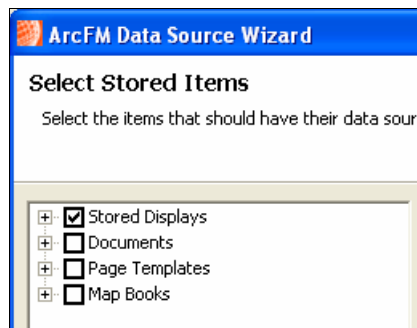 ArcFM Data Source Wizard
Select Stored Items
Select the items that should have their data sour
Stored Displays
Documents
Page Templates
Map Books